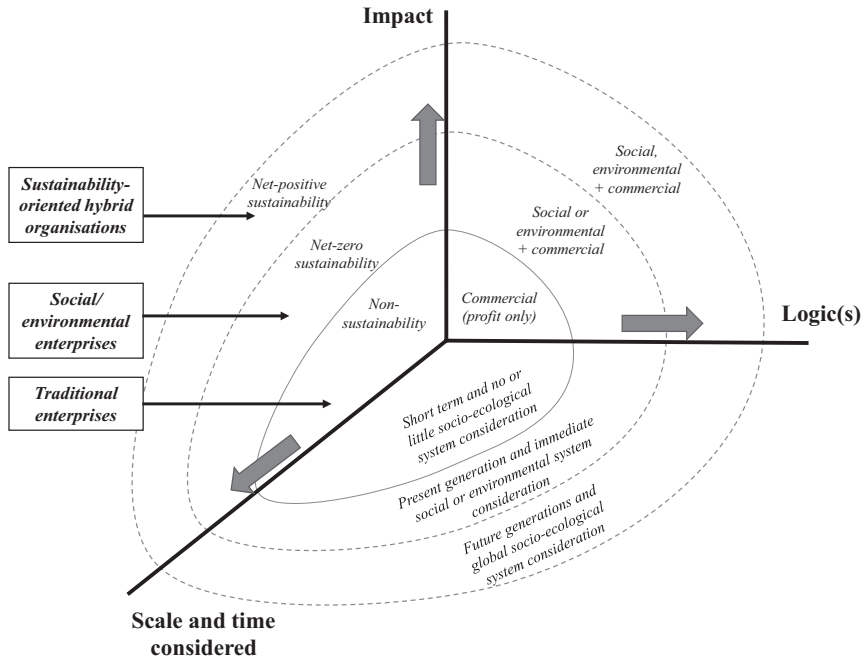 Impact
Social,
environmental
+ commercial
Sustainability-
oriented hybrid
organisations
Net-positive
sustainability
Social or
environmental
+ commercial
Net-zero
sustainability
Social/
environmental
enterprises
Non-
sustainability
Commercial
(profit only)
Logic(s)
Traditional
enterprises
Short term and no or
little socio-ecological
system consideration
Present generation and immediate
social or environmental system
consideration
Future generations and
global socio-ecological
system consideration
Scale and time
considered